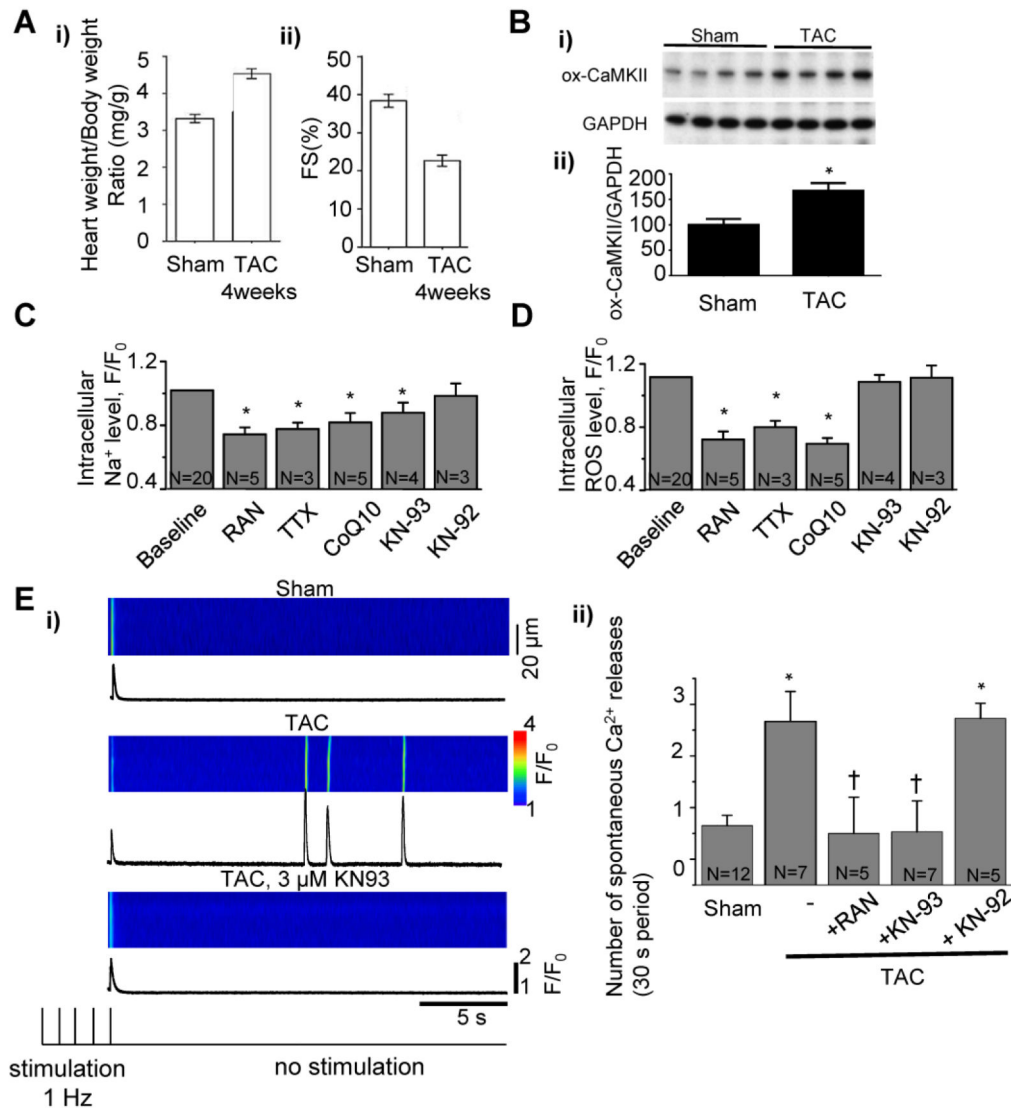 A
i)
Heart weight/Body weight
Ratio (mg/g)
6
5
4
3
2
1
0
Sham TAC
4weeks
ii)
FS(%)
50
40
30
20
10
0
Sham TAC
4weeks
B
i)
Sham TAC
ox-CaMKII
GAPDH
ii)
ox-CaMKII/GAPDH
200
150
100
50
0
*
Sham TAC
C
Intracellular
Na⁺ level, F/F₀
1.2
0.8
0.4
* * * *
N=20 N=5 N=3 N=5 N=4 N=3
Baseline RAN TTX CoQ10 KN-93 KN-92
D
Intracellular
ROS level, F/F₀
1.2
0.8
0.4
* * *
N=20 N=5 N=3 N=5 N=4 N=3
Baseline RAN TTX CoQ10 KN-93 KN-92
E
i)
Sham
20 µm
TAC
4
1
F/F₀
TAC, 3 µM KN93
2
1
F/F₀
5 s
stimulation
1 Hz
no stimulation
ii)
Number of spontaneous Ca²⁺ releases
(30 s period)
3
2
1
0
* † † *
N=12 N=7 N=5 N=7 N=5
Sham - +RAN +KN-93 + KN-92
TAC